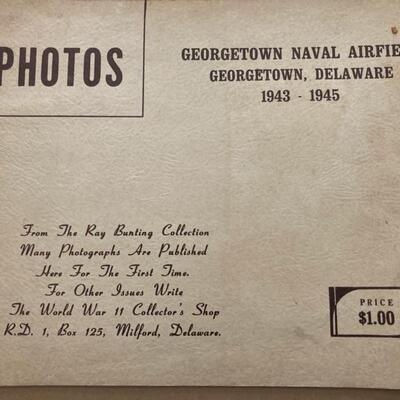 PHOTOS
GEORGETOWN NAVAL AIRFIE
GEORGETOWN, DELAWARE
1943 - 1945
From The Ray Bunting Collection
Many Photographs Are Published
Here For The First Time.
For Other Issues Write
The World War 11 Collector's Shop
R.D. 1, Box 125, Milford, Delaware.
PRICE
$1.00